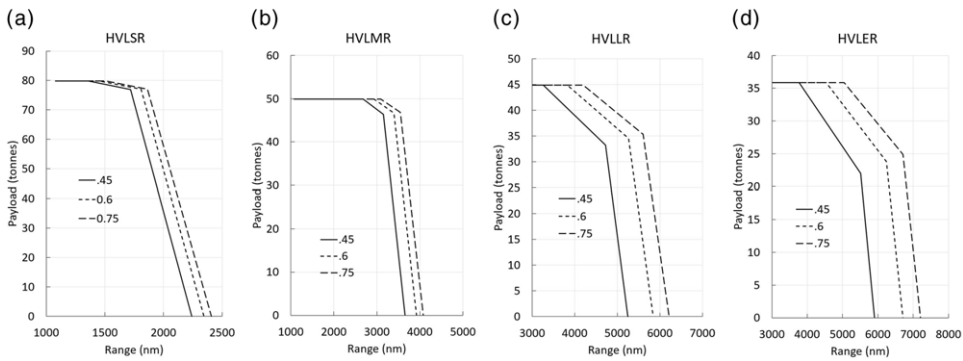 (a)
HVLSR
90
80
70
60
50
40
30
20
10
0
Payload (tonnes)
.45
0.6
0.75
1000 1500 2000 2500
Range (nm)
(b)
HVLMR
60
50
40
30
20
10
0
Payload (tonnes)
.45
.6
.75
1000 2000 3000 4000 5000
Range (nm)
(c)
HVLLR
50
45
40
35
30
25
20
15
10
5
0
Payload (tonnes)
.45
.6
.75
3000 4000 5000 6000 7000
Range (nm)
(d)
HVLER
40
35
30
25
20
15
10
5
0
Payload (tonnes)
.45
.6
.75
3000 4000 5000 6000 7000 8000
Range (nm)